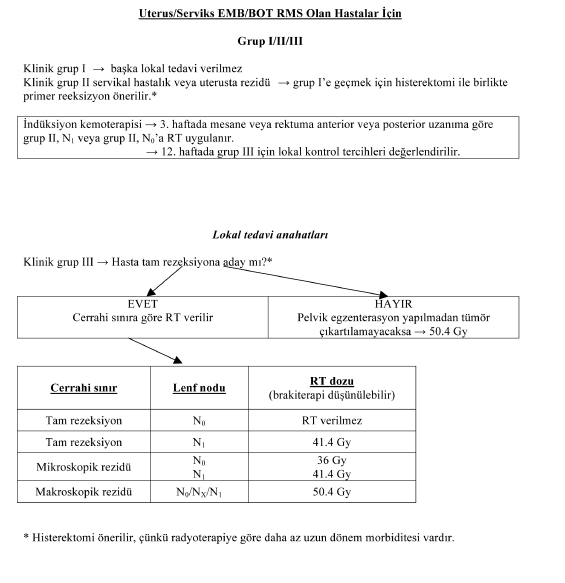 Uterus/Serviks EMB/BOT RMS Olan Hastalar İçin
Grup I/II/III
Klinik grup I → başka lokal tedavi verilmez
Klinik grup II servikal hastalık veya uterusta rezidü → grup I'e geçmek için histerektomi ile birlikte
primer reeksizyon önerilir.*
İndüksiyon kemoterapisi → 3. haftada mesane veya rektuma anterior veya posterior uzanıma göre
grup II, N₁ veya grup II, N₀'a RT uygulanır.
→ 12. haftada grup III için lokal kontrol tercihleri değerlendirilir.
Lokal tedavi anahatları
Klinik grup III → Hasta tam rezeksiyona aday mı?*
EVET
Cerrahi sınıra göre RT verilir
HAYIR
Pelvik egzenterasyon yapılmadan tümör
çıkartılamayacaksa → 50.4 Gy
Cerrahi sınır
Lenf nodu
RT dozu
(brakiterapi düşünülebilir)
Tam rezeksiyon N₀ RT verilmez
Tam rezeksiyon N₁ 41.4 Gy
Mikroskopik rezidü
N₀ 36 Gy
N₁ 41.4 Gy
Makroskopik rezidü N₀/Nₓ/N₁ 50.4 Gy
* Histerektomi önerilir, çünkü radyoterapiye göre daha az uzun dönem morbiditesi vardır.